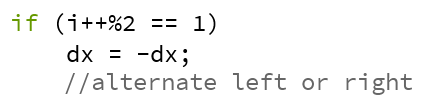 if (i++%2 == 1)
    dx = -dx;
    //alternate left or right